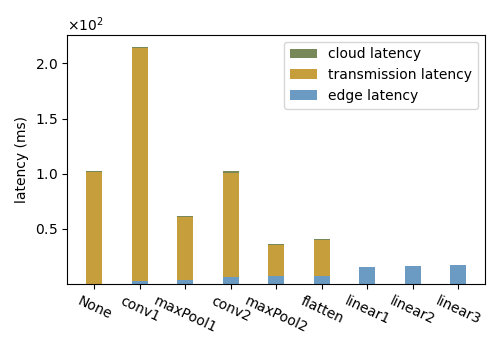 ×10²
2.0
1.5
1.0
0.5
latency (ms)
cloud latency
transmission latency
edge latency
None
conv1
maxPool1
conv2
maxPool2
flatten
linear1
linear2
linear3